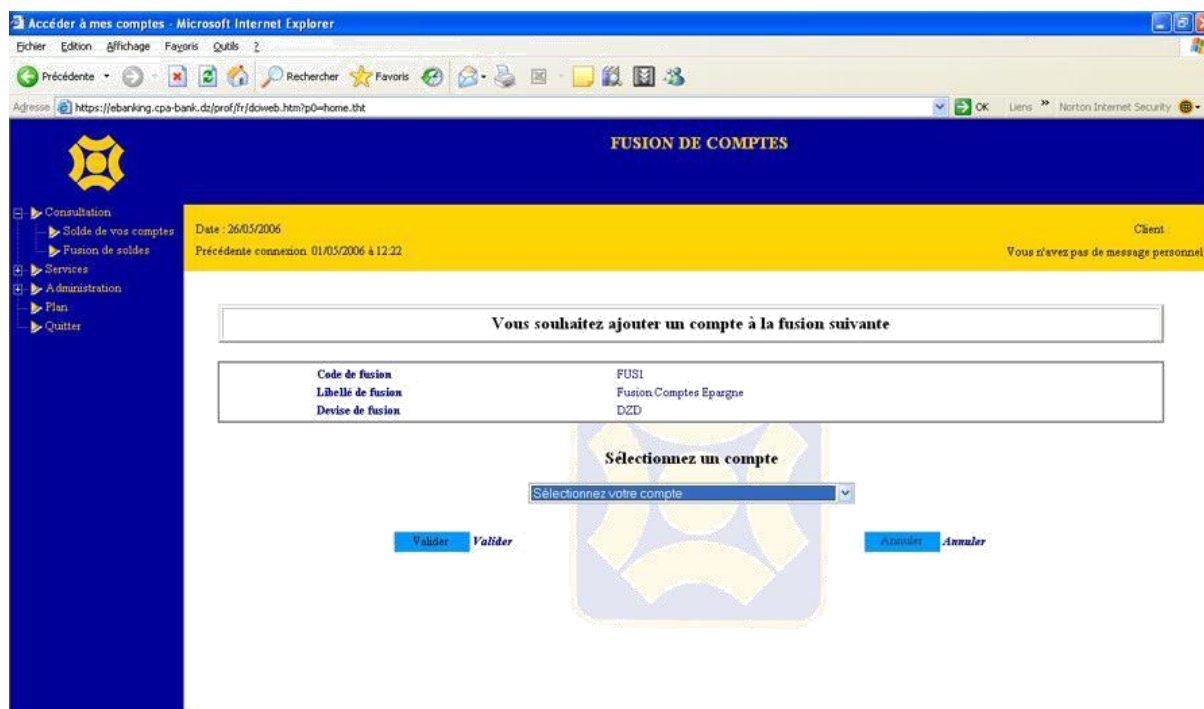 Accéder à mes comptes - Microsoft Internet Explorer
Fichier Edition Affichage Favoris Outils ?
Précédente Rechercher Favoris
Adresse https://ebanking.cpa-bank.dz/prof/fr/dciweb.htm?p0=home.tht OK Liens » Norton Internet Security
FUSION DE COMPTES
Consultation
Solde de vos comptes
Fusion de soldes
Services
Administration
Plan
Quitter
Date : 26/05/2006 Client
Précédente connexion 01/05/2006 à 12:22 Vous n'avez pas de message personnel
Vous souhaitez ajouter un compte à la fusion suivante
Code de fusion FUS1
Libellé de fusion Fusion Comptes Epargne
Devise de fusion DZD
Sélectionnez un compte
Sélectionnez votre compte
Valider Valider Annuler Annuler